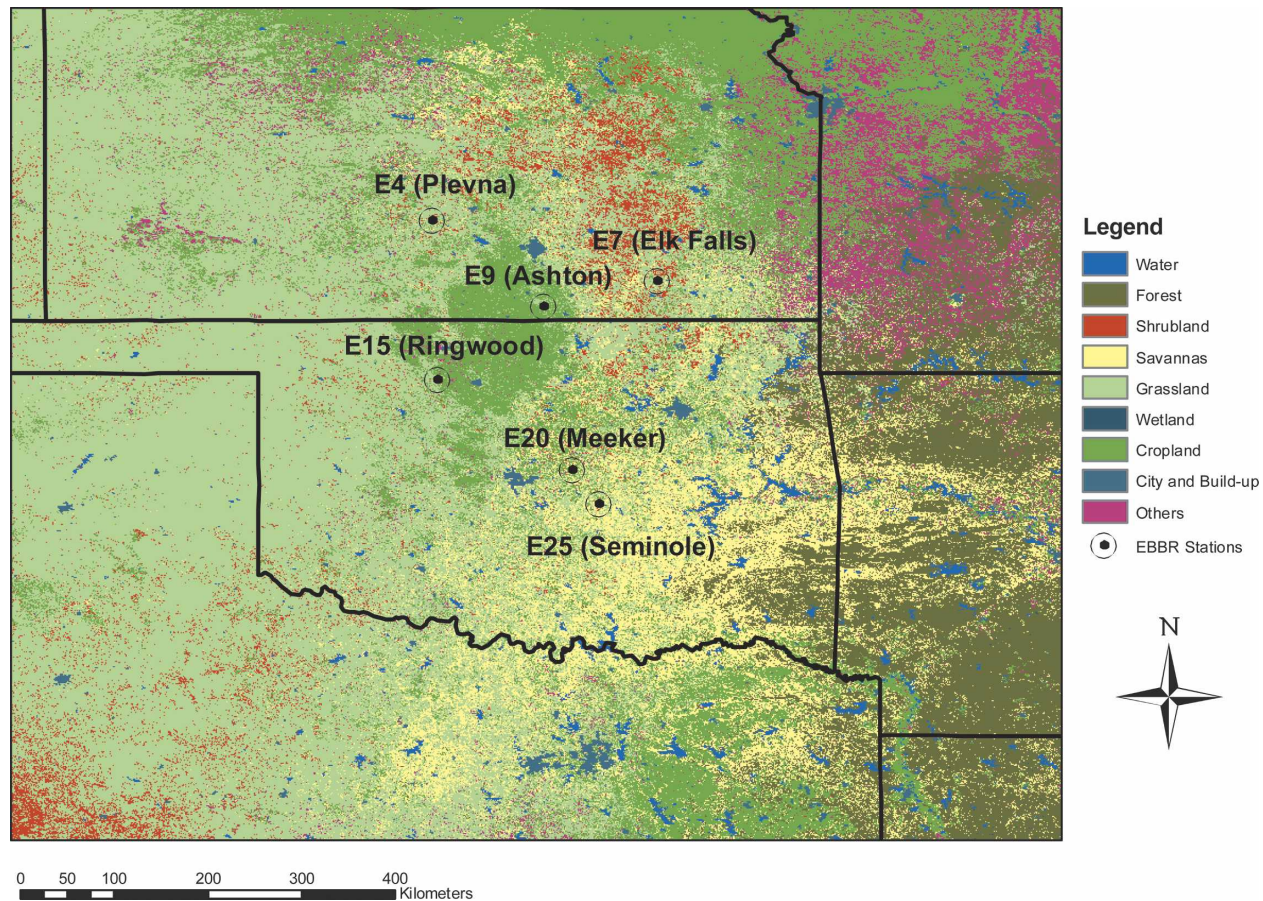 E4 (Plevna)
E7 (Elk Falls)
E9 (Ashton)
E15 (Ringwood)
E20 (Meeker)
E25 (Seminole)
Legend
Water
Forest
Shrubland
Savannas
Grassland
Wetland
Cropland
City and Build-up
Others
EBBR Stations
N
0 50 100 200 300 400
Kilometers